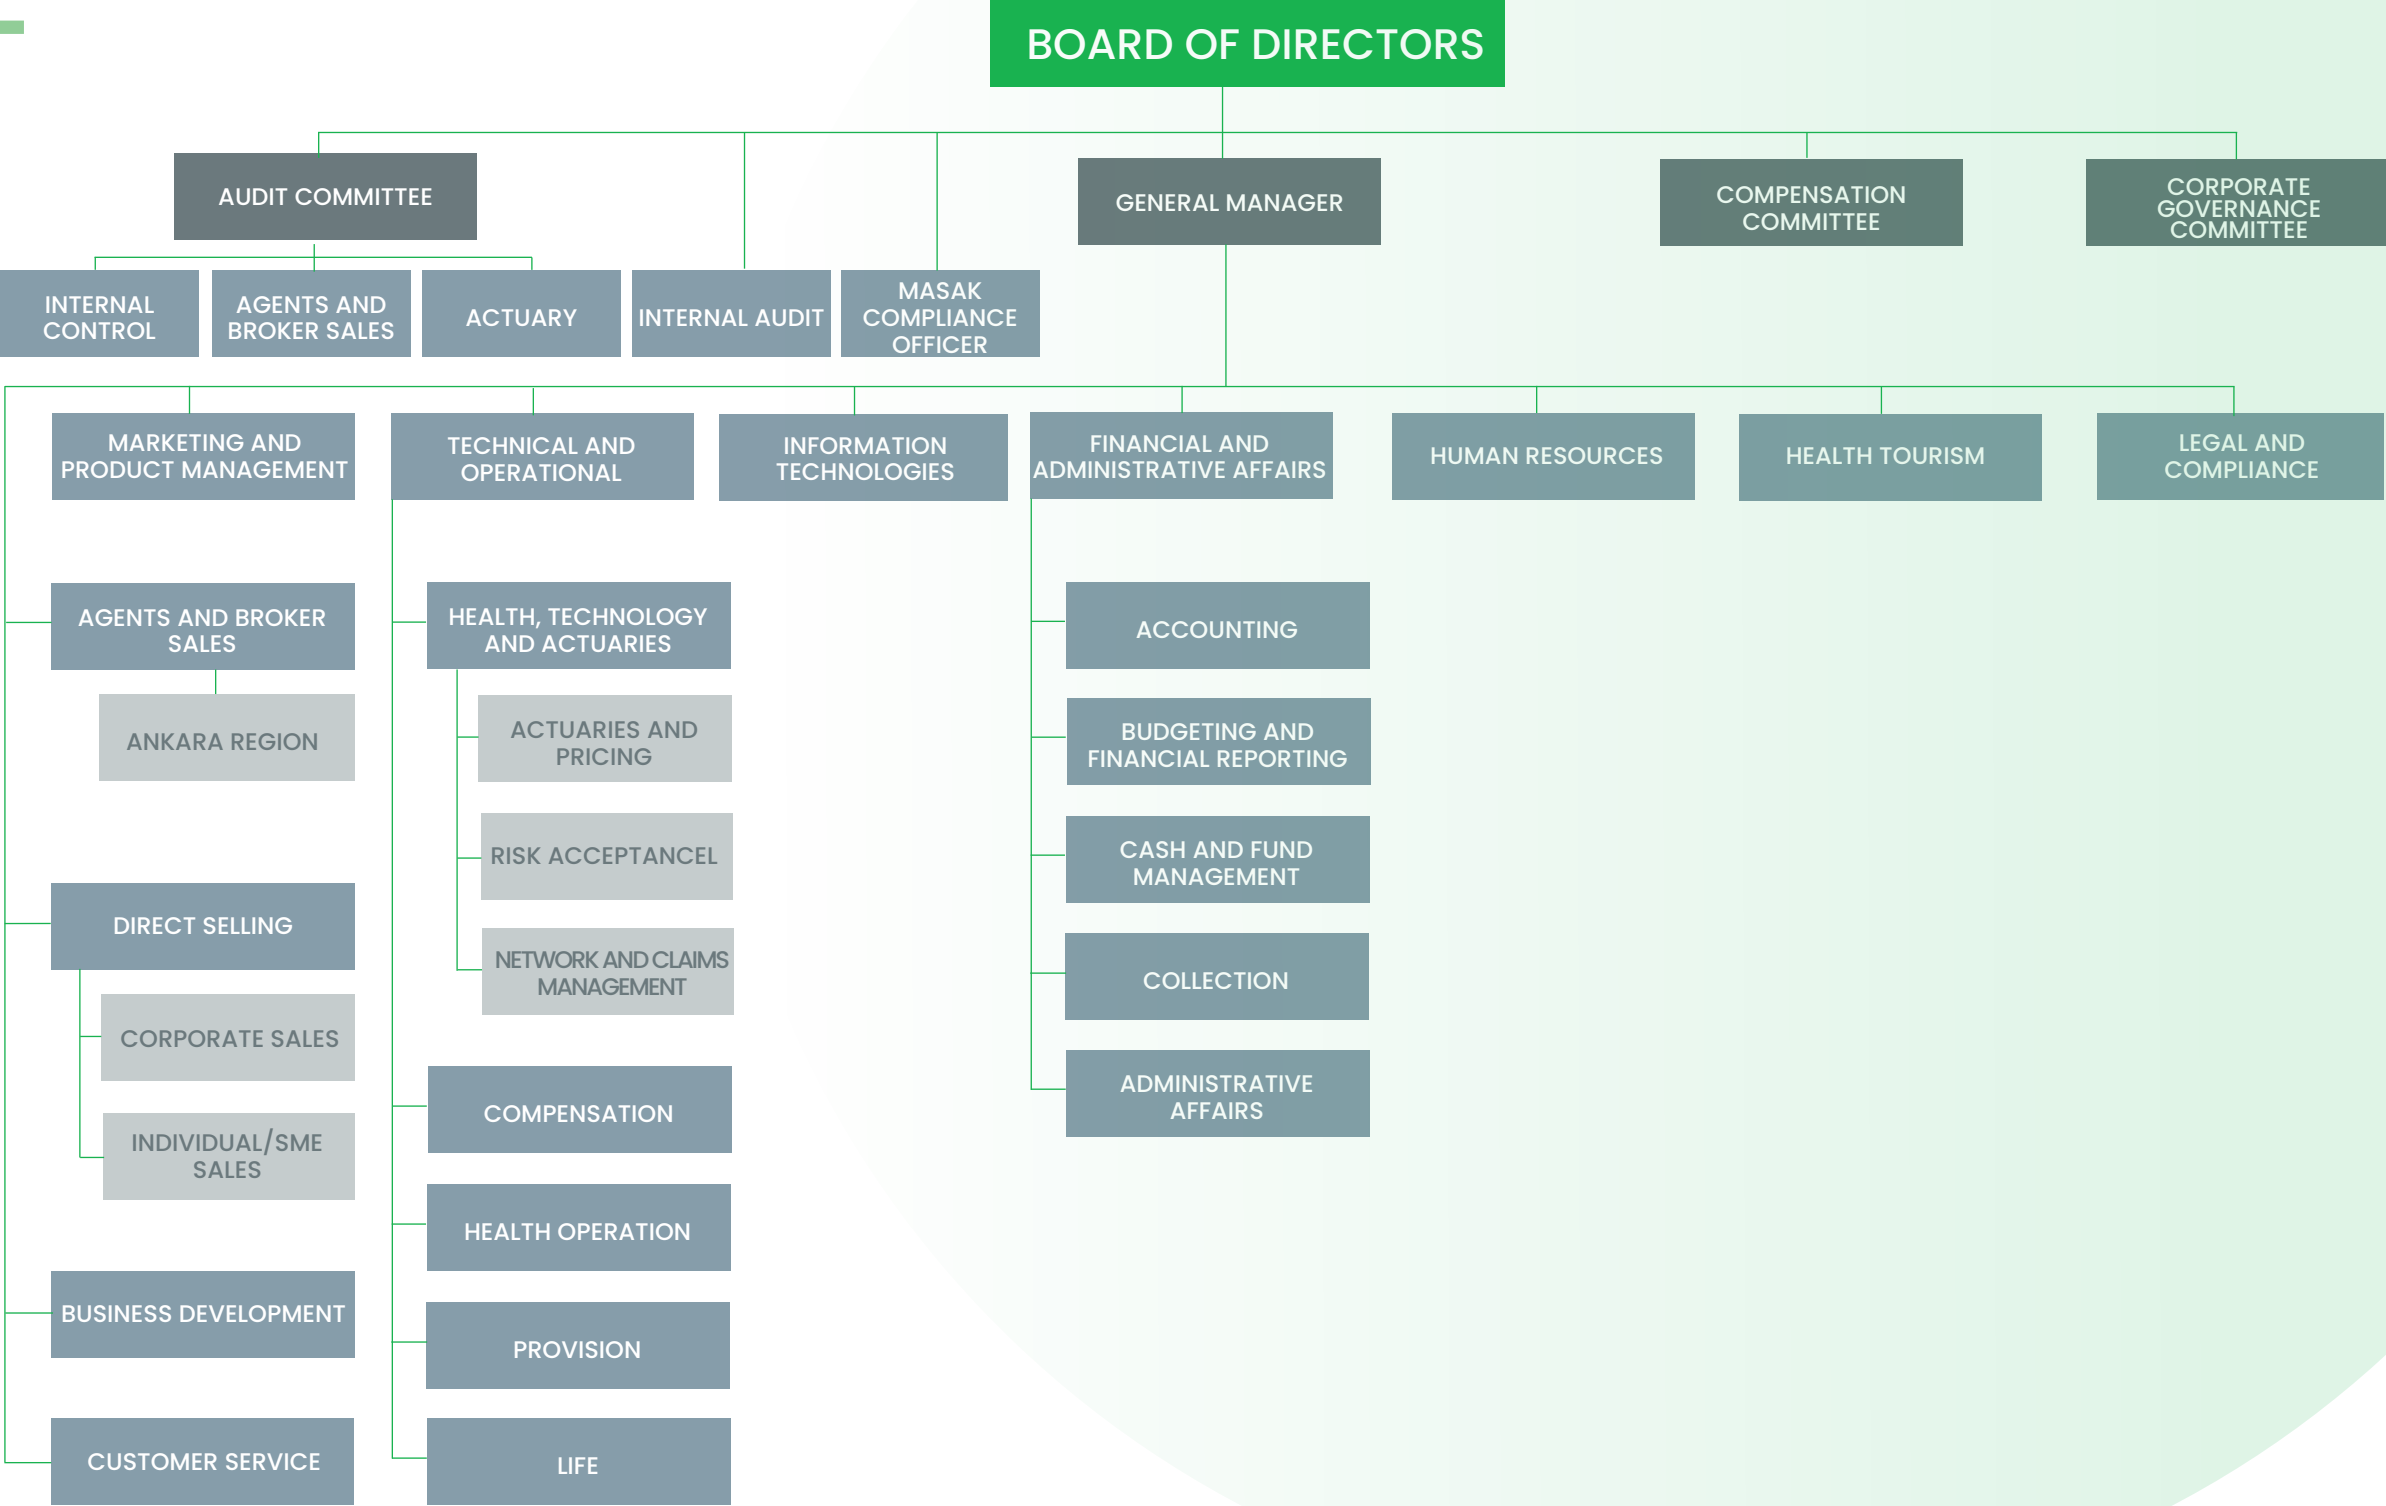 BOARD OF DIRECTORS
AUDIT COMMITTEE
GENERAL MANAGER
COMPENSATION
COMMITTEE
CORPORATE
GOVERNANCE
COMMITTEE
INTERNAL
CONTROL
AGENTS AND
BROKER SALES
ACTUARY
INTERNAL AUDIT
MASAK
COMPLIANCE
OFFICER
MARKETING AND
PRODUCT MANAGEMENT
TECHNICAL AND
OPERATIONAL
INFORMATION
TECHNOLOGIES
FINANCIAL AND
ADMINISTRATIVE AFFAIRS
HUMAN RESOURCES
HEALTH TOURISM
LEGAL AND
COMPLIANCE
AGENTS AND BROKER
SALES
ANKARA REGION
DIRECT SELLING
CORPORATE SALES
INDIVIDUAL/SME
SALES
BUSINESS DEVELOPMENT
CUSTOMER SERVICE
HEALTH, TECHNOLOGY
AND ACTUARIES
ACTUARIES AND
PRICING
RISK ACCEPTANCEL
NETWORK AND CLAIMS
MANAGEMENT
COMPENSATION
HEALTH OPERATION
PROVISION
LIFE
ACCOUNTING
BUDGETING AND
FINANCIAL REPORTING
CASH AND FUND
MANAGEMENT
COLLECTION
ADMINISTRATIVE
AFFAIRS